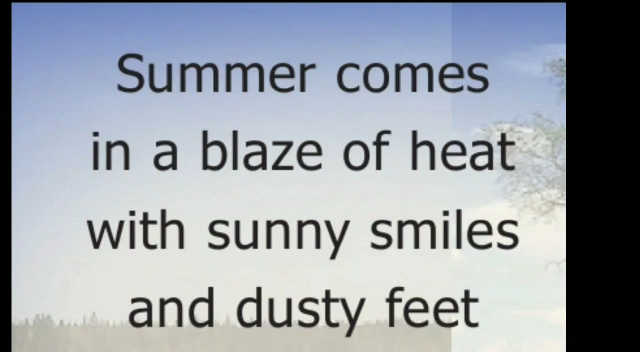 Summer comes
in a blaze of heat
with sunny smiles
and dusty feet